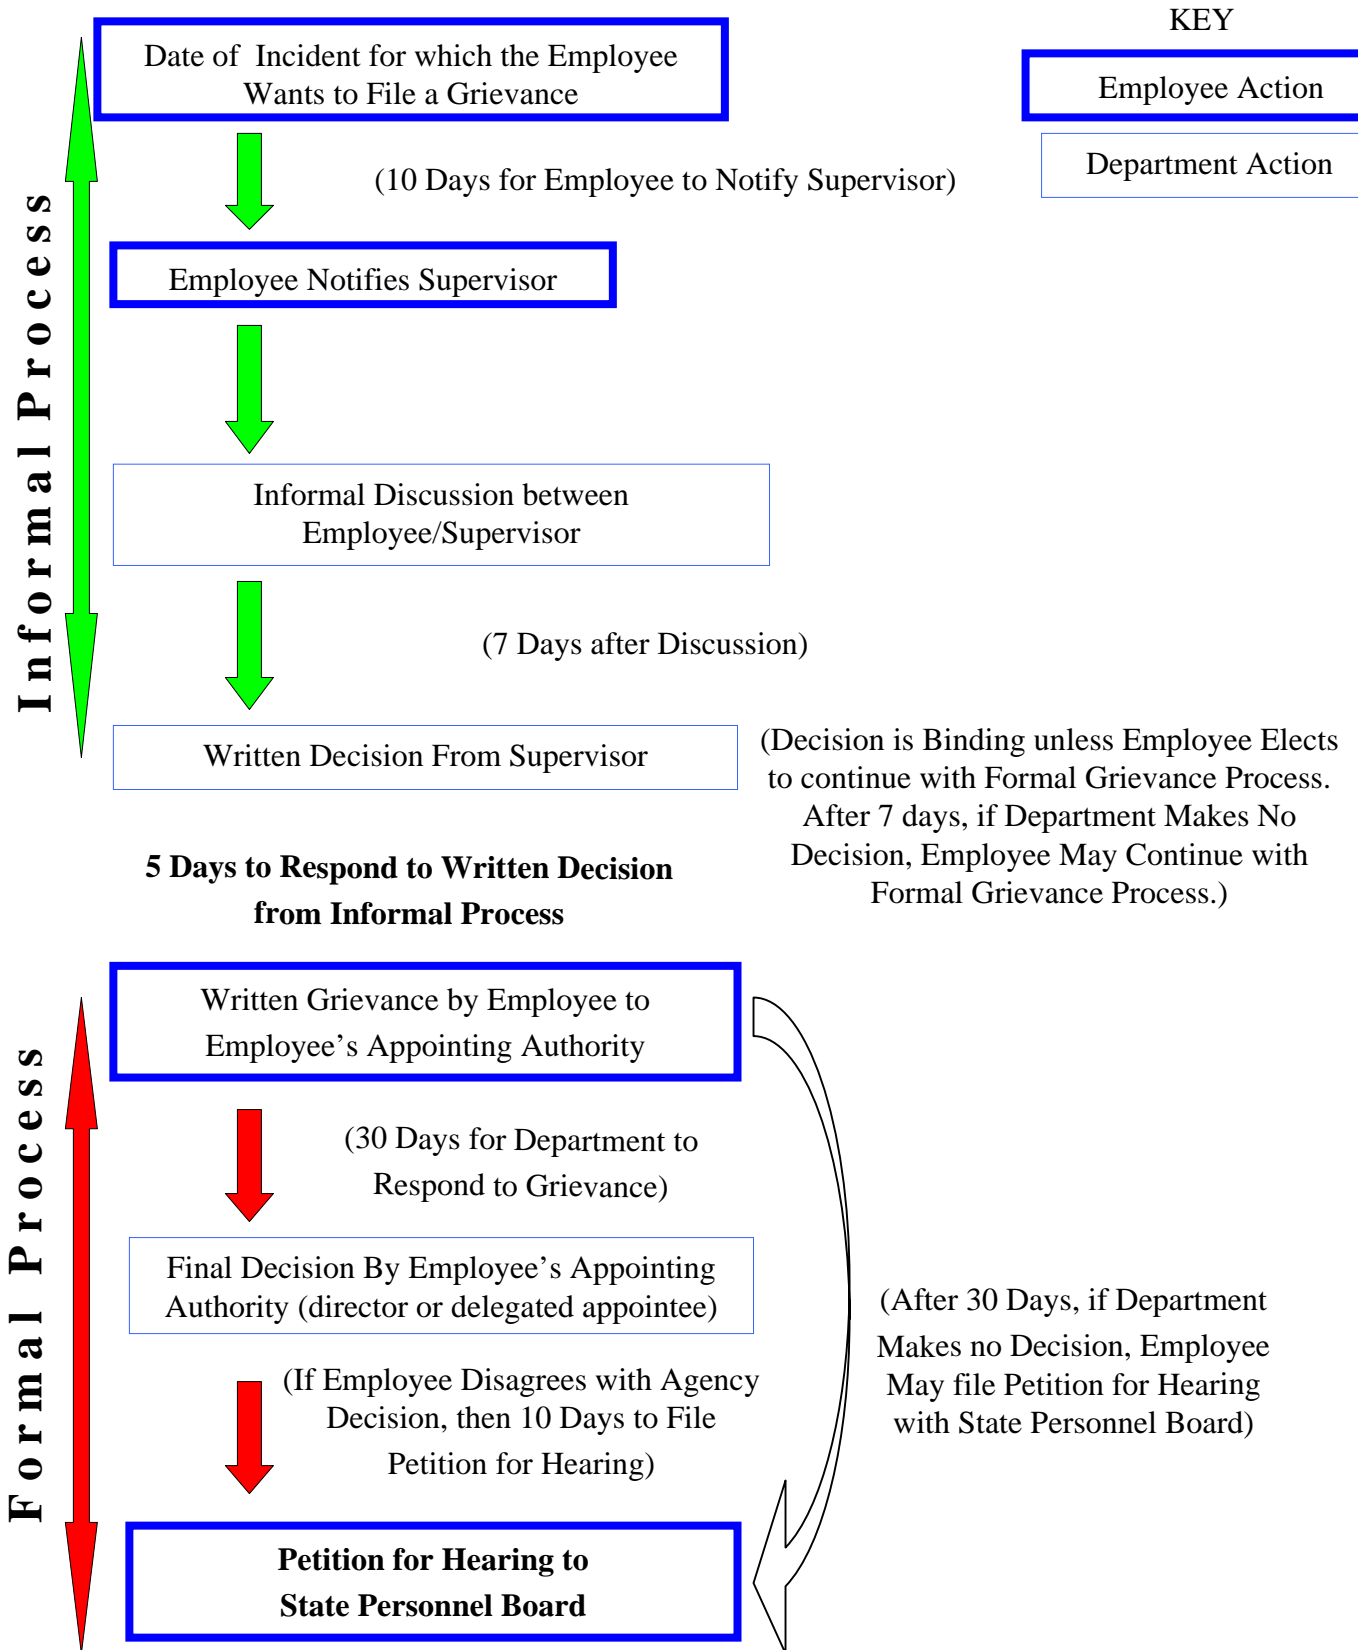 KEY
Employee Action
Department Action
Informal Process
Date of Incident for which the Employee
Wants to File a Grievance
(10 Days for Employee to Notify Supervisor)
Employee Notifies Supervisor
Informal Discussion between
Employee/Supervisor
(7 Days after Discussion)
Written Decision From Supervisor
(Decision is Binding unless Employee Elects
to continue with Formal Grievance Process.
After 7 days, if Department Makes No
Decision, Employee May Continue with
Formal Grievance Process.)
5 Days to Respond to Written Decision
from Informal Process
Formal Process
Written Grievance by Employee to
Employee’s Appointing Authority
(30 Days for Department to
Respond to Grievance)
Final Decision By Employee’s Appointing
Authority (director or delegated appointee)
(After 30 Days, if Department
Makes no Decision, Employee
May file Petition for Hearing
with State Personnel Board)
(If Employee Disagrees with Agency
Decision, then 10 Days to File
Petition for Hearing)
Petition for Hearing to
State Personnel Board